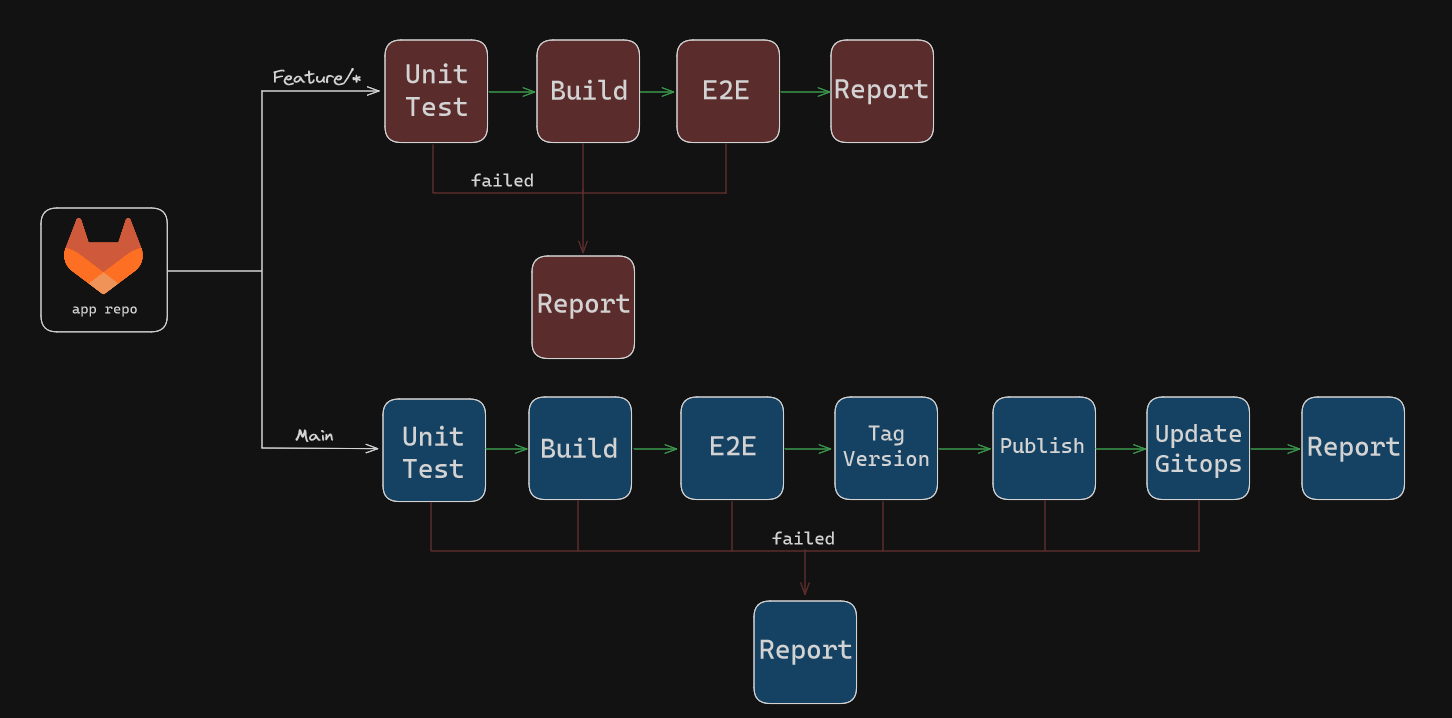 Feature/*
Unit
Test
Build
E2E
Report
failed
Report
app repo
Main
Unit
Test
Build
E2E
Tag
Version
Publish
Update
Gitops
Report
failed
Report